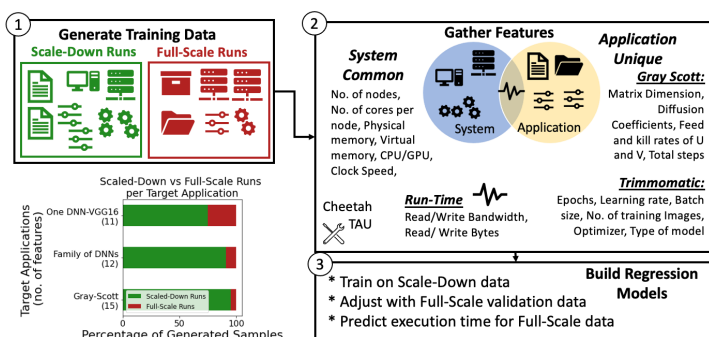 1
Generate Training Data
Scale-Down Runs
Full-Scale Runs
Scaled-Down vs Full-Scale Runs
per Target Application
Target Applications
(no. of features)
One DNN-VGG16
(11)
Family of DNNs
(12)
Gray-Scott
(15)
Scaled-Down Runs
Full-Scale Runs
0
50
100
Percentage of Generated Samples
2
Gather Features
System
Common
No. of nodes,
No. of cores per
node, Physical
memory, Virtual
memory, CPU/GPU,
Clock Speed,
System
Application
Application
Unique
Gray Scott:
Matrix Dimension,
Diffusion
Coefficients, Feed
and kill rates of U
and V, Total steps
Cheetah
TAU
Run-Time
Read/Write Bandwidth,
Read/ Write Bytes
Trimmomatic:
Epochs, Learning rate, Batch
size, No. of training Images,
Optimizer, Type of model
3
Build Regression
Models
* Train on Scale-Down data
* Adjust with Full-Scale validation data
* Predict execution time for Full-Scale data